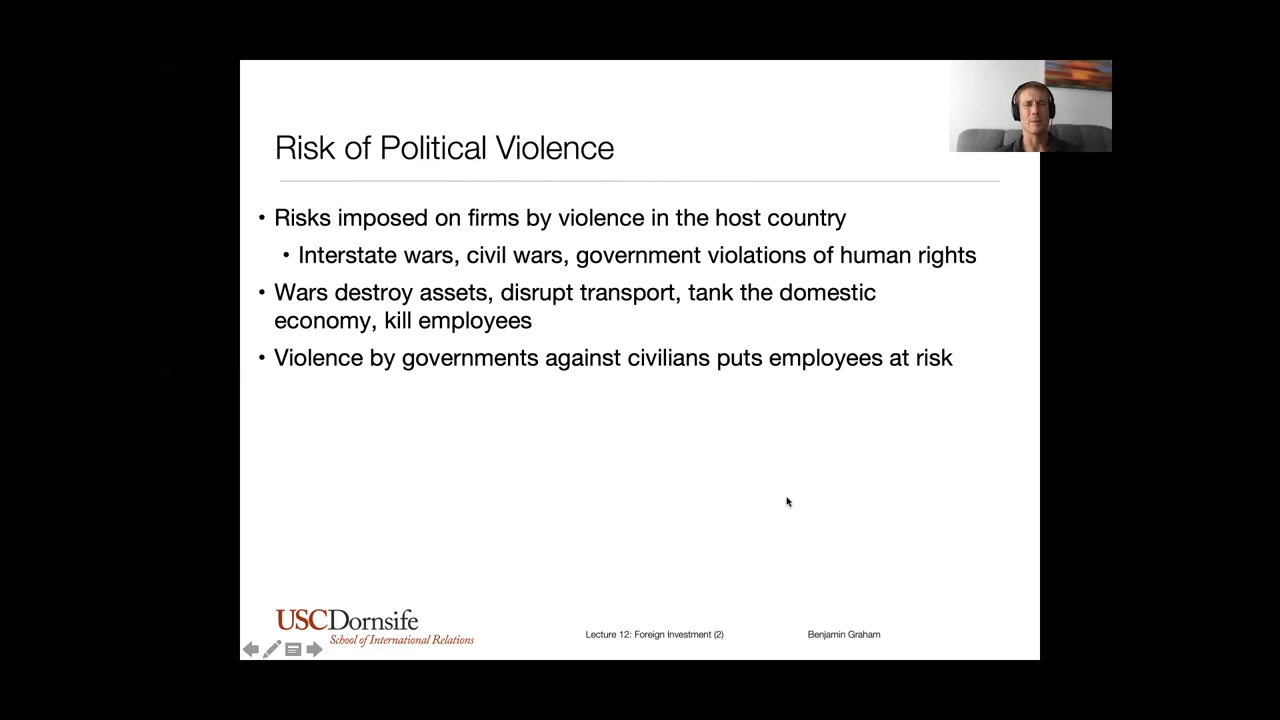 Risk of Political Violence
• Risks imposed on firms by violence in the host country
• Interstate wars, civil wars, government violations of human rights
• Wars destroy assets, disrupt transport, tank the domestic
economy, kill employees
• Violence by governments against civilians puts employees at risk
USCDornsife
School of International Relations
Lecture 12: Foreign Investment (2)
Benjamin Graham